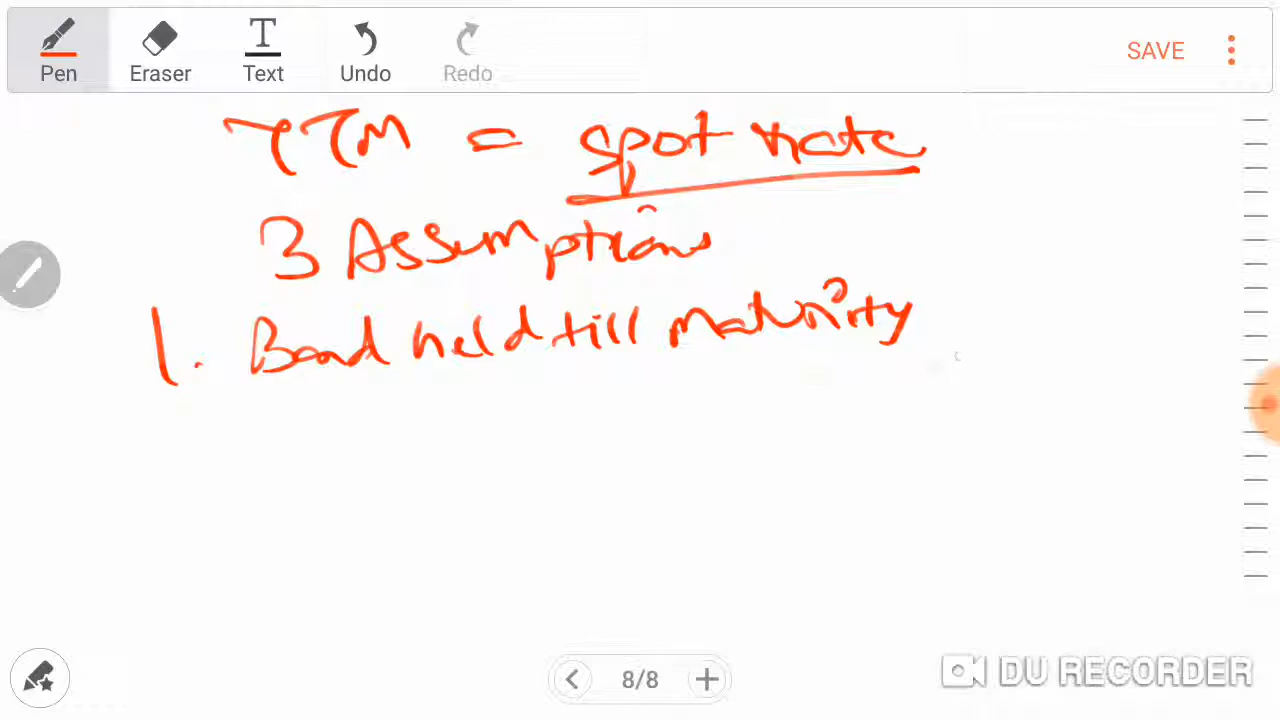 Pen Eraser Text Undo Redo SAVE
YTM = spot rate
3 Assumptions
1. Bond held till maturity
8/8
DU RECORDER